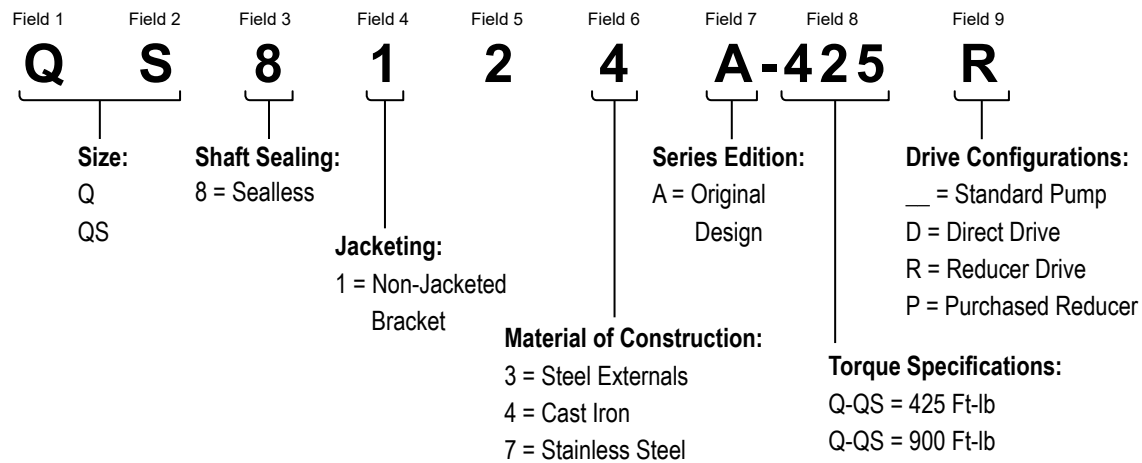 Field 1 Field 2 Field 3 Field 4 Field 5 Field 6 Field 7 Field 8 Field 9
Q S 8 1 2 4 A-425 R
Size:
Q
QS
Shaft Sealing:
8 = Sealless
Jacketing:
1 = Non-Jacketed
Bracket
Material of Construction:
3 = Steel Externals
4 = Cast Iron
7 = Stainless Steel
Series Edition:
A = Original
Design
Torque Specifications:
Q-QS = 425 Ft-lb
Q-QS = 900 Ft-lb
Drive Configurations:
__ = Standard Pump
D = Direct Drive
R = Reducer Drive
P = Purchased Reducer